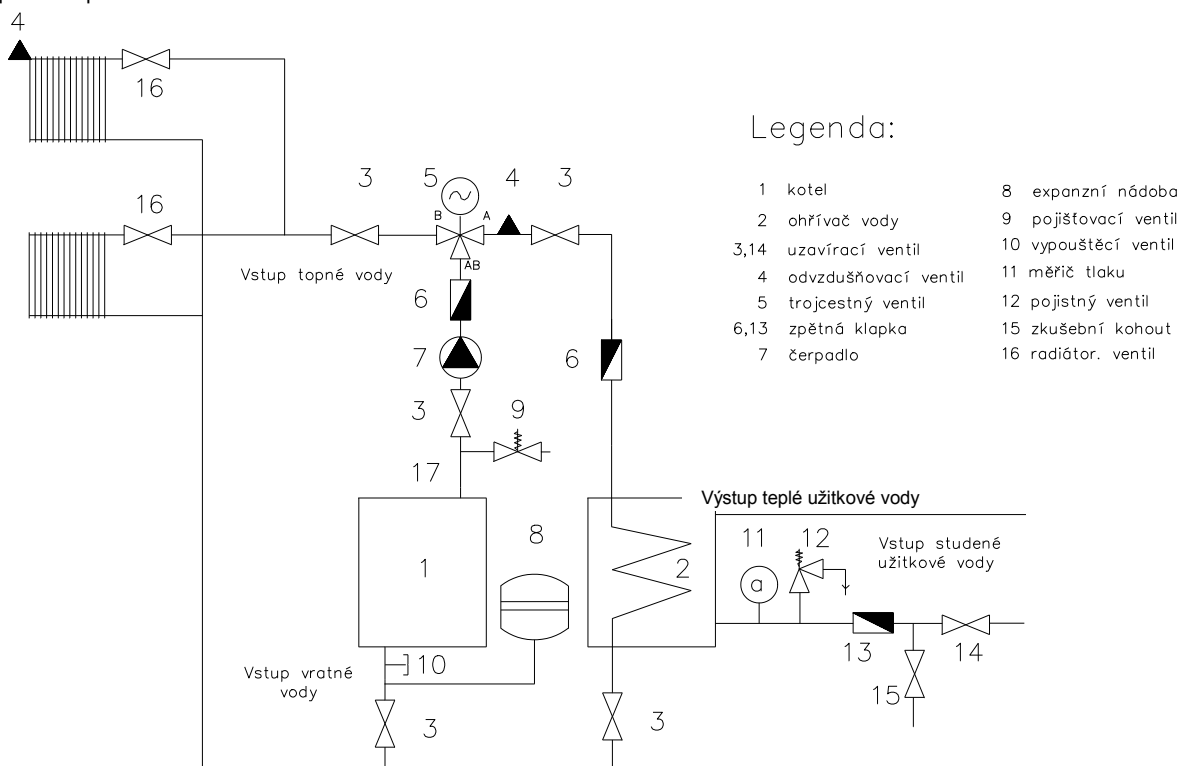 4
16
3
5
4
3
16
B
A
AB
Vstup topné vody
6
7
6
3
9
17
1
8
2
10
Vstup vratné
vody
3
3
Výstup teplé užitkové vody
11
12
Vstup studené
užitkové vody
a
13
14
15
Legenda:
1 kotel
2 ohřívač vody
3,14 uzavírací ventil
4 odvzdušňovací ventil
5 trojcestný ventil
6,13 zpětná klapka
7 čerpadlo
8 expanzní nádoba
9 pojišťovací ventil
10 vypouštěcí ventil
11 měřič tlaku
12 pojistný ventil
15 zkušební kohout
16 radiátor. ventil